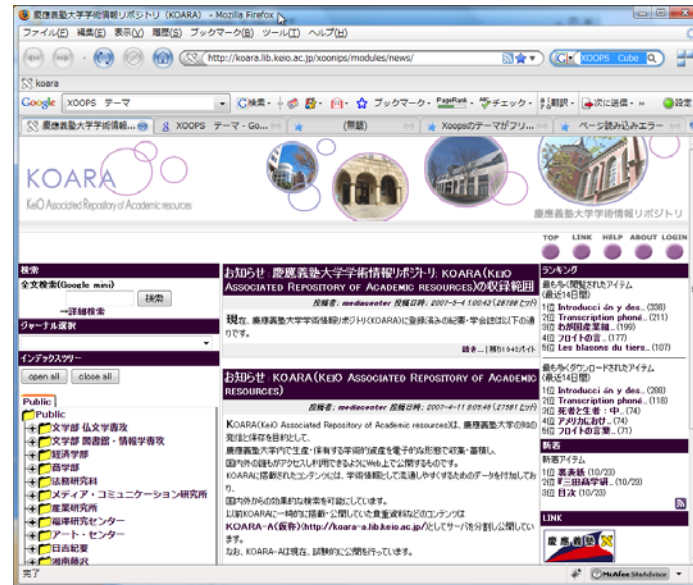 慶應義塾大学学術情報リポジトリ (KOARA) - Mozilla Firefox
ファイル(F) 編集(E) 表示(V) 履歴(S) ブックマーク(B) ツール(T) ヘルプ(H)
http://koara.lib.keio.ac.jp/xoonips/modules/news/
XOOPS Cube
koara
Google XOOPS テーマ 検索 ブックマーク PageRank チェック 翻訳 次に送信 設定
慶應義塾大学学術情報... XOOPS テーマ - Go... (無題) Xoopsのテーマがフリ... ページ読み込みエラー
KOARA
KeiO Associated Repository of Academic resources
慶應義塾大学学術情報リポジトリ
TOP LINK HELP ABOUT LOGIN
検索
全文検索(Google mini)
検索
→詳細検索
ジャーナル選択
インデックスツリー
open all close all
Public
Public
文学部 仏文学専攻
文学部 図書館・情報学専攻
経済学部
商学部
法務研究科
メディア・コミュニケーション研究所
産業研究所
福澤研究センター
アート・センター
日吉紀要
湘南藤沢
お知らせ : 慶應義塾大学学術情報リポジトリ: KOARA(KEIO ASSOCIATED REPOSITORY OF ACADEMIC RESOURCES)の収録範囲
投稿者: mediacenter 投稿日時:
現在、慶應義塾大学学術情報リポジトリ(KOARA)に登録済みの紀要・学会誌は以下の通りです。
続き...
お知らせ : KOARA(KEIO ASSOCIATED REPOSITORY OF ACADEMIC RESOURCES)
投稿者: mediacenter 投稿日時: 2007-4-11
KOARA(KeiO Associated Repository of Academic resources)は、慶應義塾大学の知の発信と保存を目的として、
慶應義塾大学内で生産・保有する学術的資産を電子的な形態で収集・蓄積し、
国内外の誰もがアクセスし利用できるようにWeb上で公開するものです。
KOARAに搭載されたコンテンツは、学術情報として流通しやすくするためのデータを付加しており、
国内外からの効果的な検索を可能にしています。
以前KOARAに一時的に搭載・公開していた貴重資料などのコンテンツは
KOARA-A(仮称)(http://koara-a.lib.keio.ac.jp/)としてサーバを分割し公開しています。
なお、KOARA-Aは現在、試験的に公開を行っています。
ランキング
最も多く閲覧されたアイテム
(最近14日間)
1位 Introducci ón y des.. (338)
2位 Transcription phoné.. (211)
3位 わが国産業組.. (199)
4位 フロイトの言.. (177)
5位 Les blasons du tiers.. (107)
最も多くダウンロードされたアイテム
(最近14日間)
1位 Introducci ón y des.. (288)
2位 Transcription phoné.. (118)
3位 死者と生者 : 中.. (74)
4位 アメリカにおけ.. (74)
5位 フロイトの言葉.. (71)
新着
新着アイテム
1位 裏表紙 (10/23)
2位 『三田商学研.. (10/23)
3位 目次 (10/23)
LINK
慶應義塾
完了
McAfee SiteAdvisor